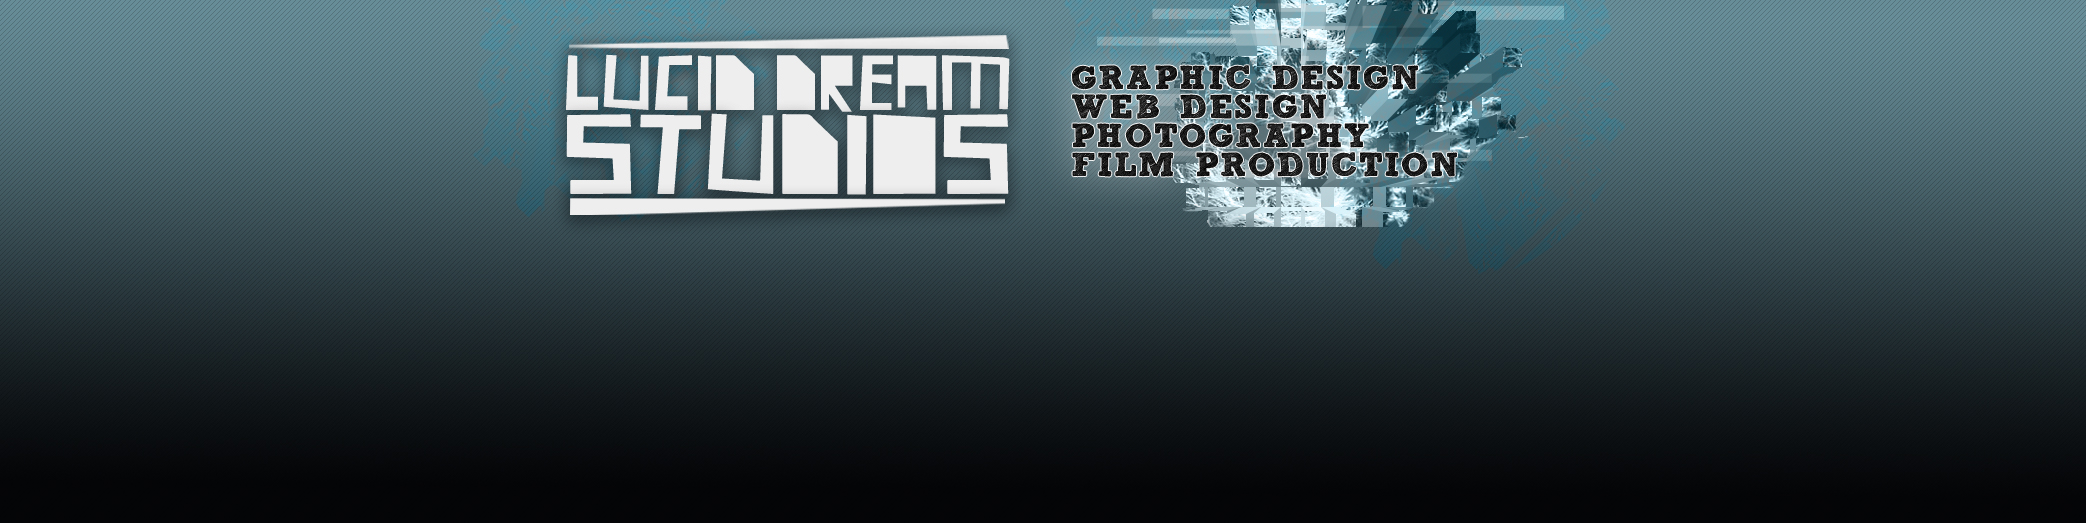 LUCID DREAM
STUDIOS
GRAPHIC DESIGN
WEB DESIGN
PHOTOGRAPHY
FILM PRODUCTION